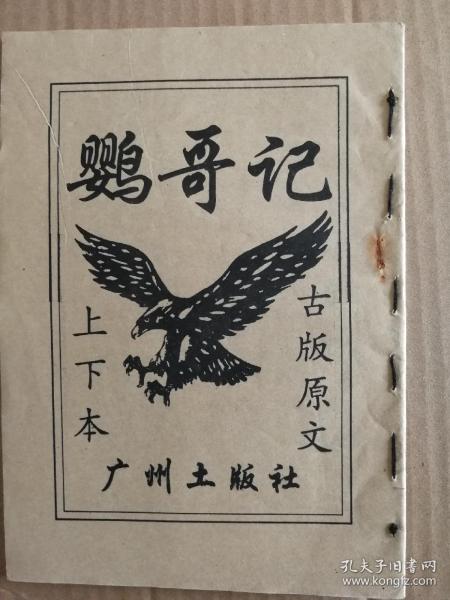 鹦哥记
古版原文
上下本
广州土版社
孔夫子旧书网
www.kongfz.com